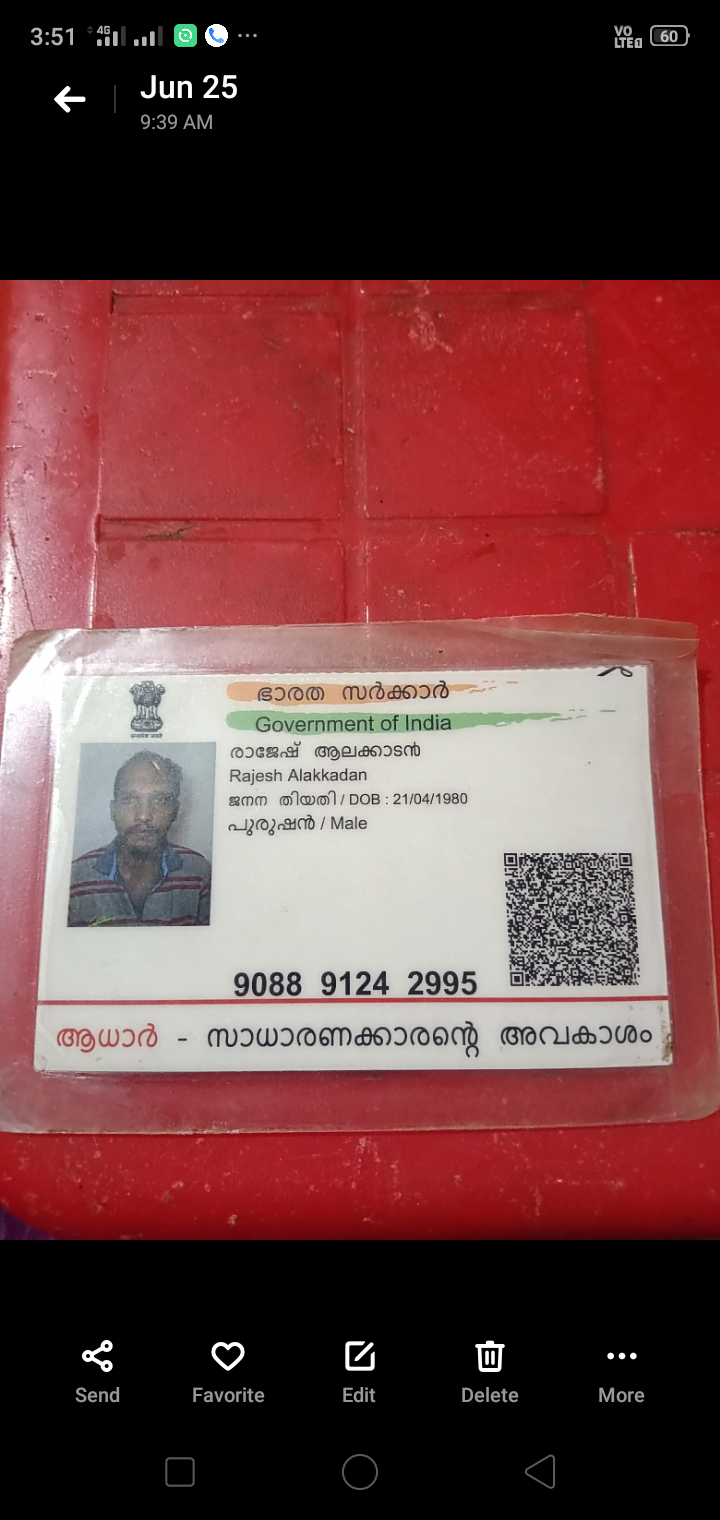 3:51 4G VO LTE1 60
Jun 25
9:39 AM
ഭാരത സർക്കാർ
Government of India
രാജേഷ് ആലക്കാടൻ
Rajesh Alakkadan
ജനന തിയതി / DOB : 21/04/1980
പുരുഷൻ / Male
9088 9124 2995
ആധാർ - സാധാരണക്കാരന്റെ അവകാശം
Send Favorite Edit Delete More